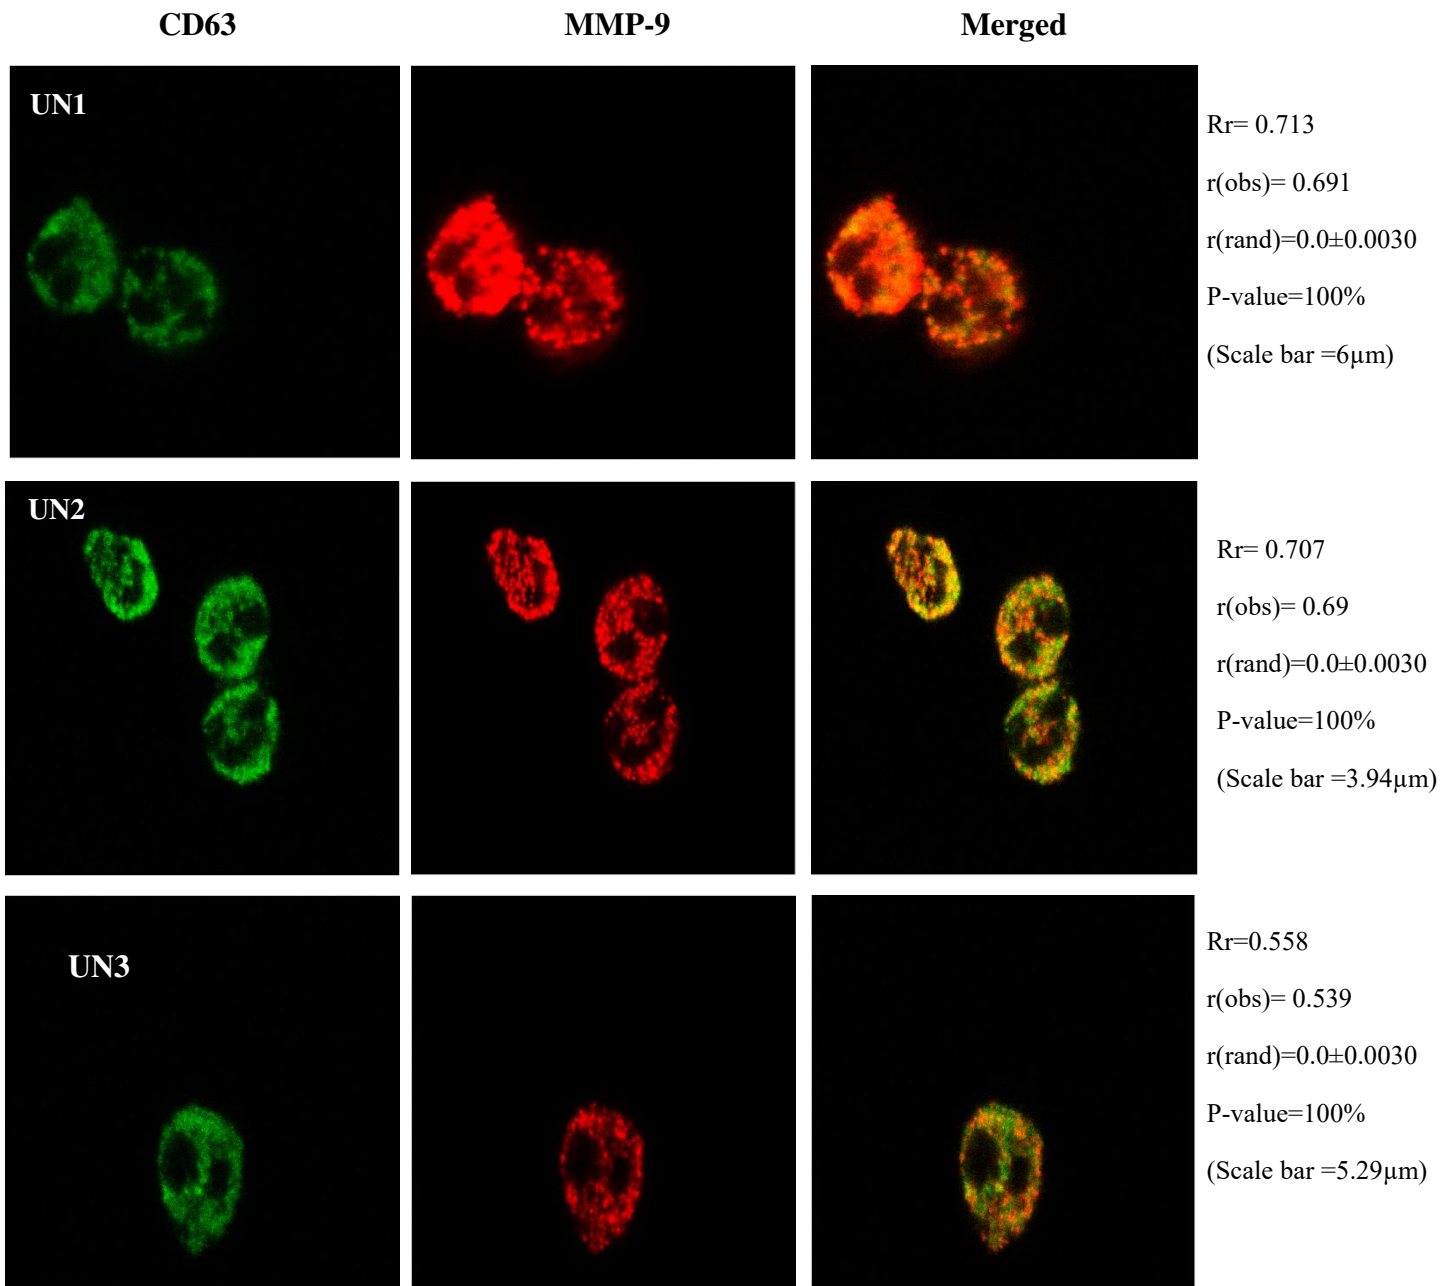 CD63 MMP-9 Merged
UN1
Rr= 0.713
r(obs)= 0.691
r(rand)=0.0±0.0030
P-value=100%
(Scale bar =6µm)
UN2
Rr= 0.707
r(obs)= 0.69
r(rand)=0.0±0.0030
P-value=100%
(Scale bar =3.94µm)
UN3
Rr=0.558
r(obs)= 0.539
r(rand)=0.0±0.0030
P-value=100%
(Scale bar =5.29µm)